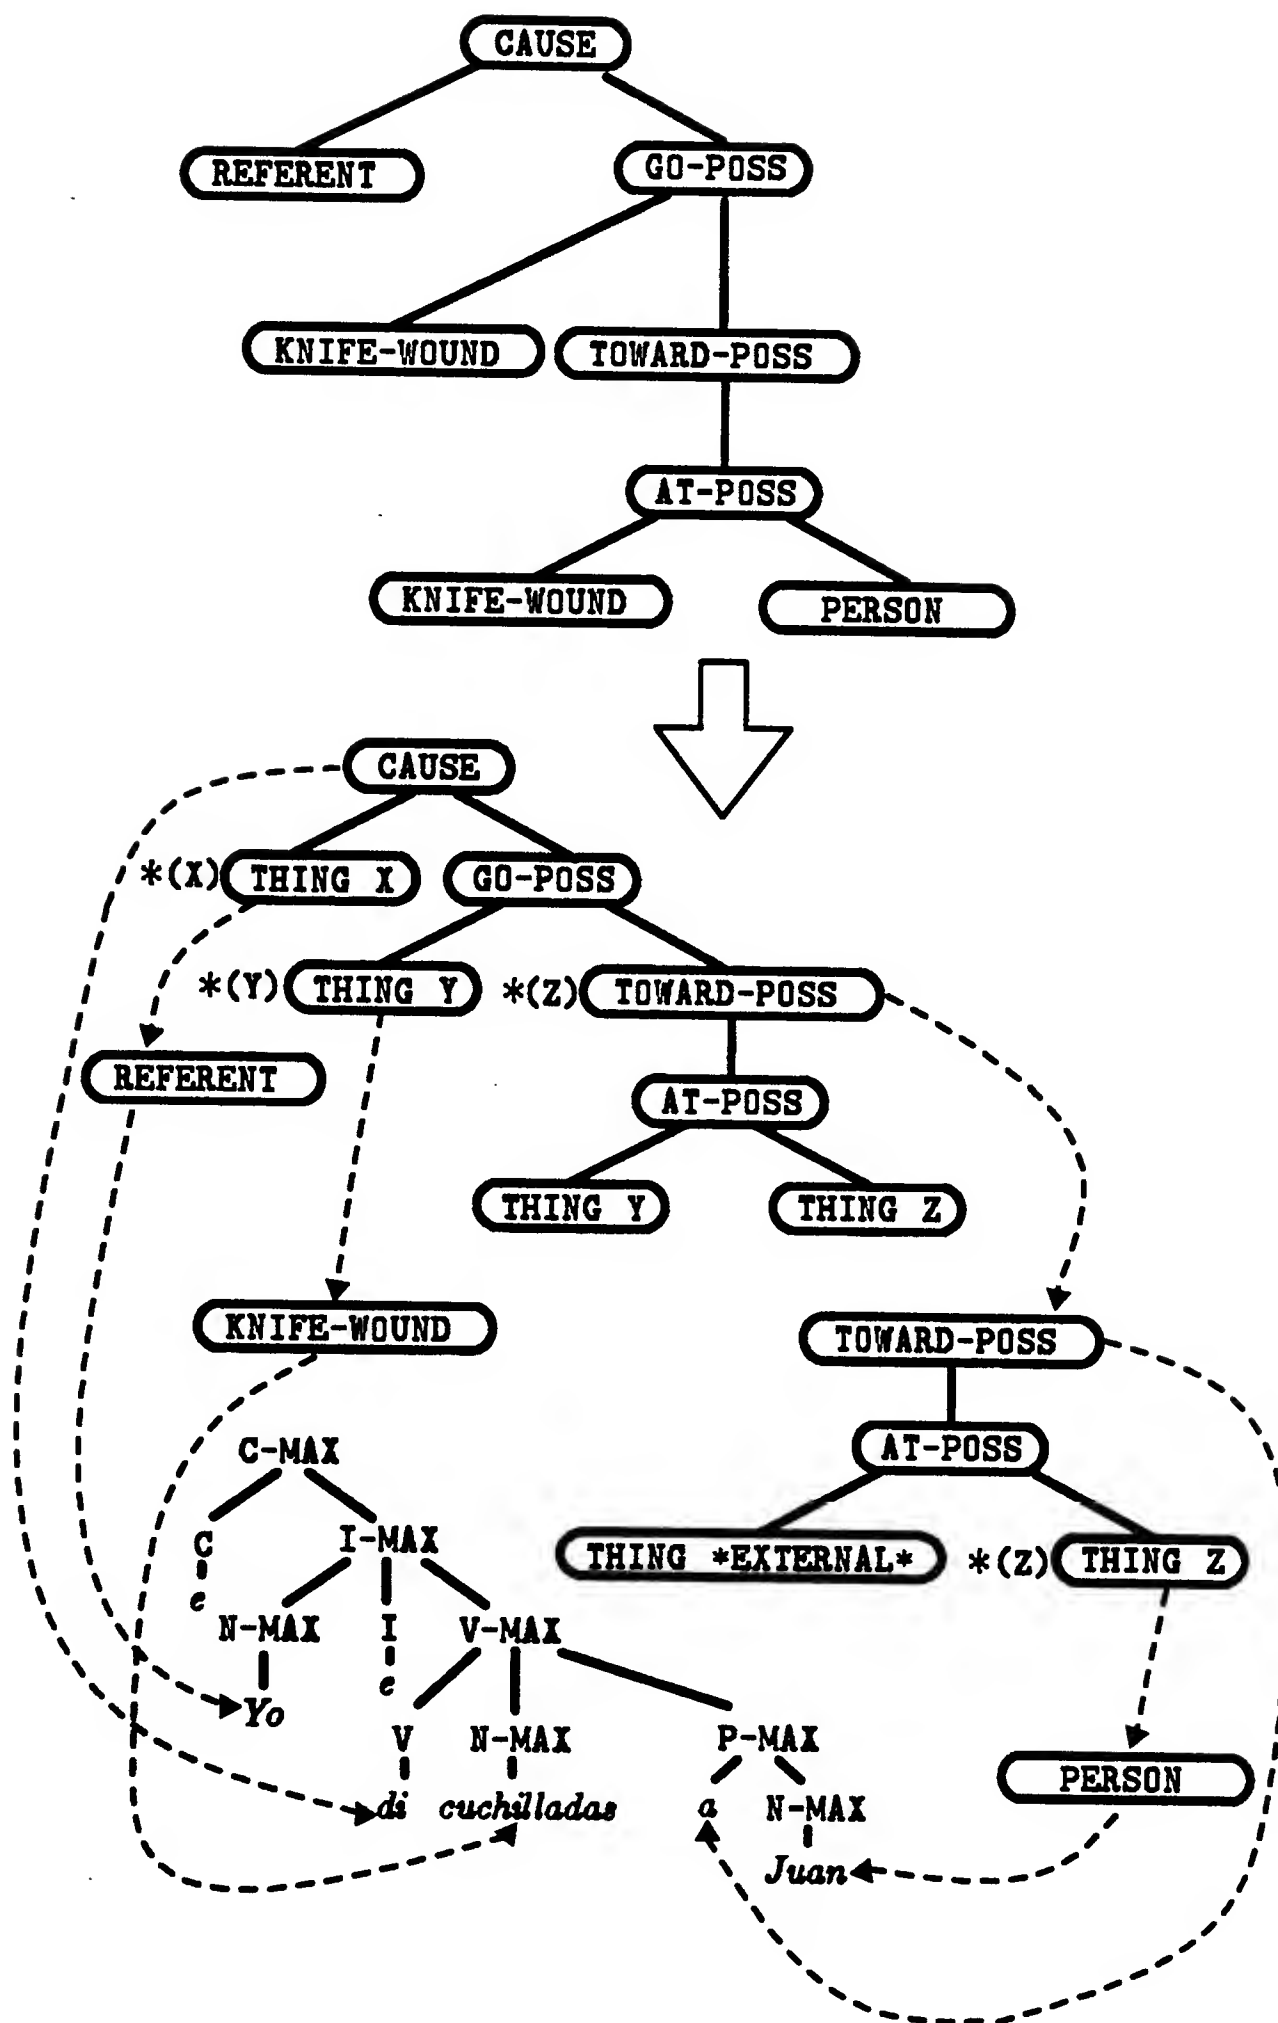 CAUSE
REFERENT GO-POSS
KNIFE-WOUND TOWARD-POSS
AT-POSS
KNIFE-WOUND PERSON
CAUSE
*(X) THING X GO-POSS
*(Y) THING Y *(Z) TOWARD-POSS
REFERENT AT-POSS
THING Y THING Z
KNIFE-WOUND TOWARD-POSS
C-MAX AT-POSS
C I-MAX THING *EXTERNAL* *(Z) THING Z
e
N-MAX I V-MAX
Yo e
V N-MAX P-MAX
PERSON
di cuchilladas a N-MAX
Juan